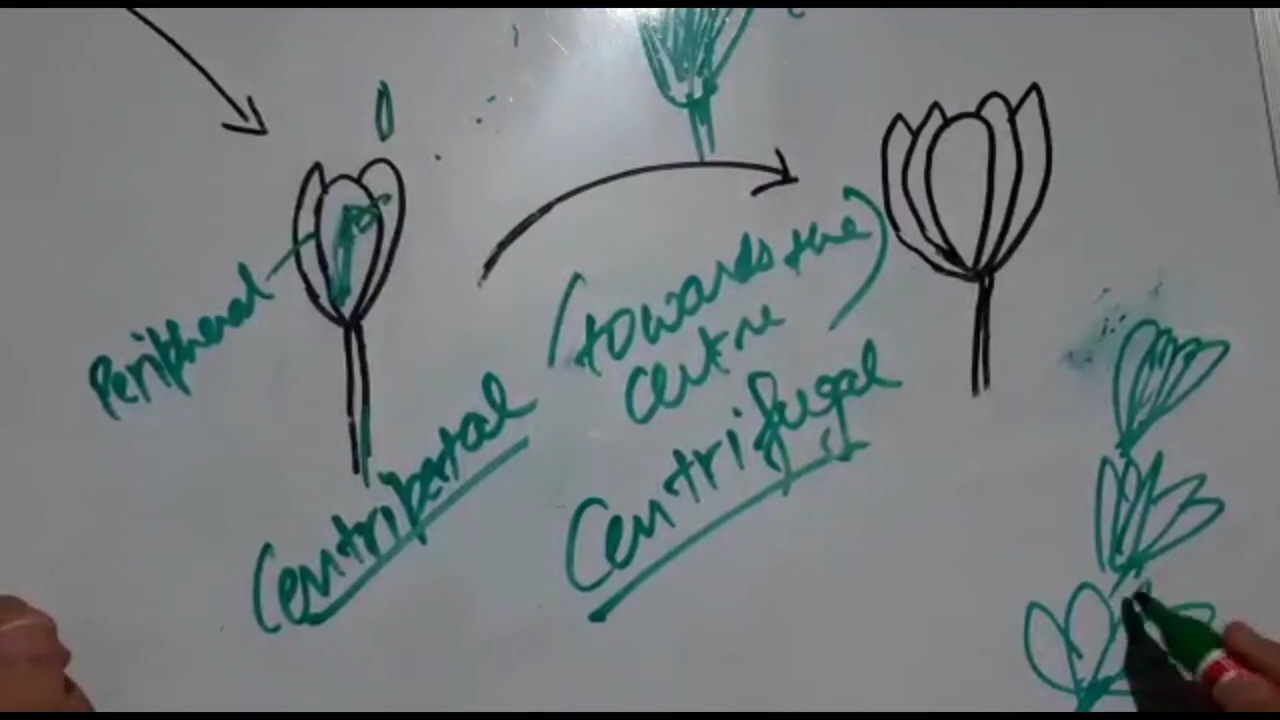 Peripheral
(towards the)
centre
Centripetal
Centrifugal